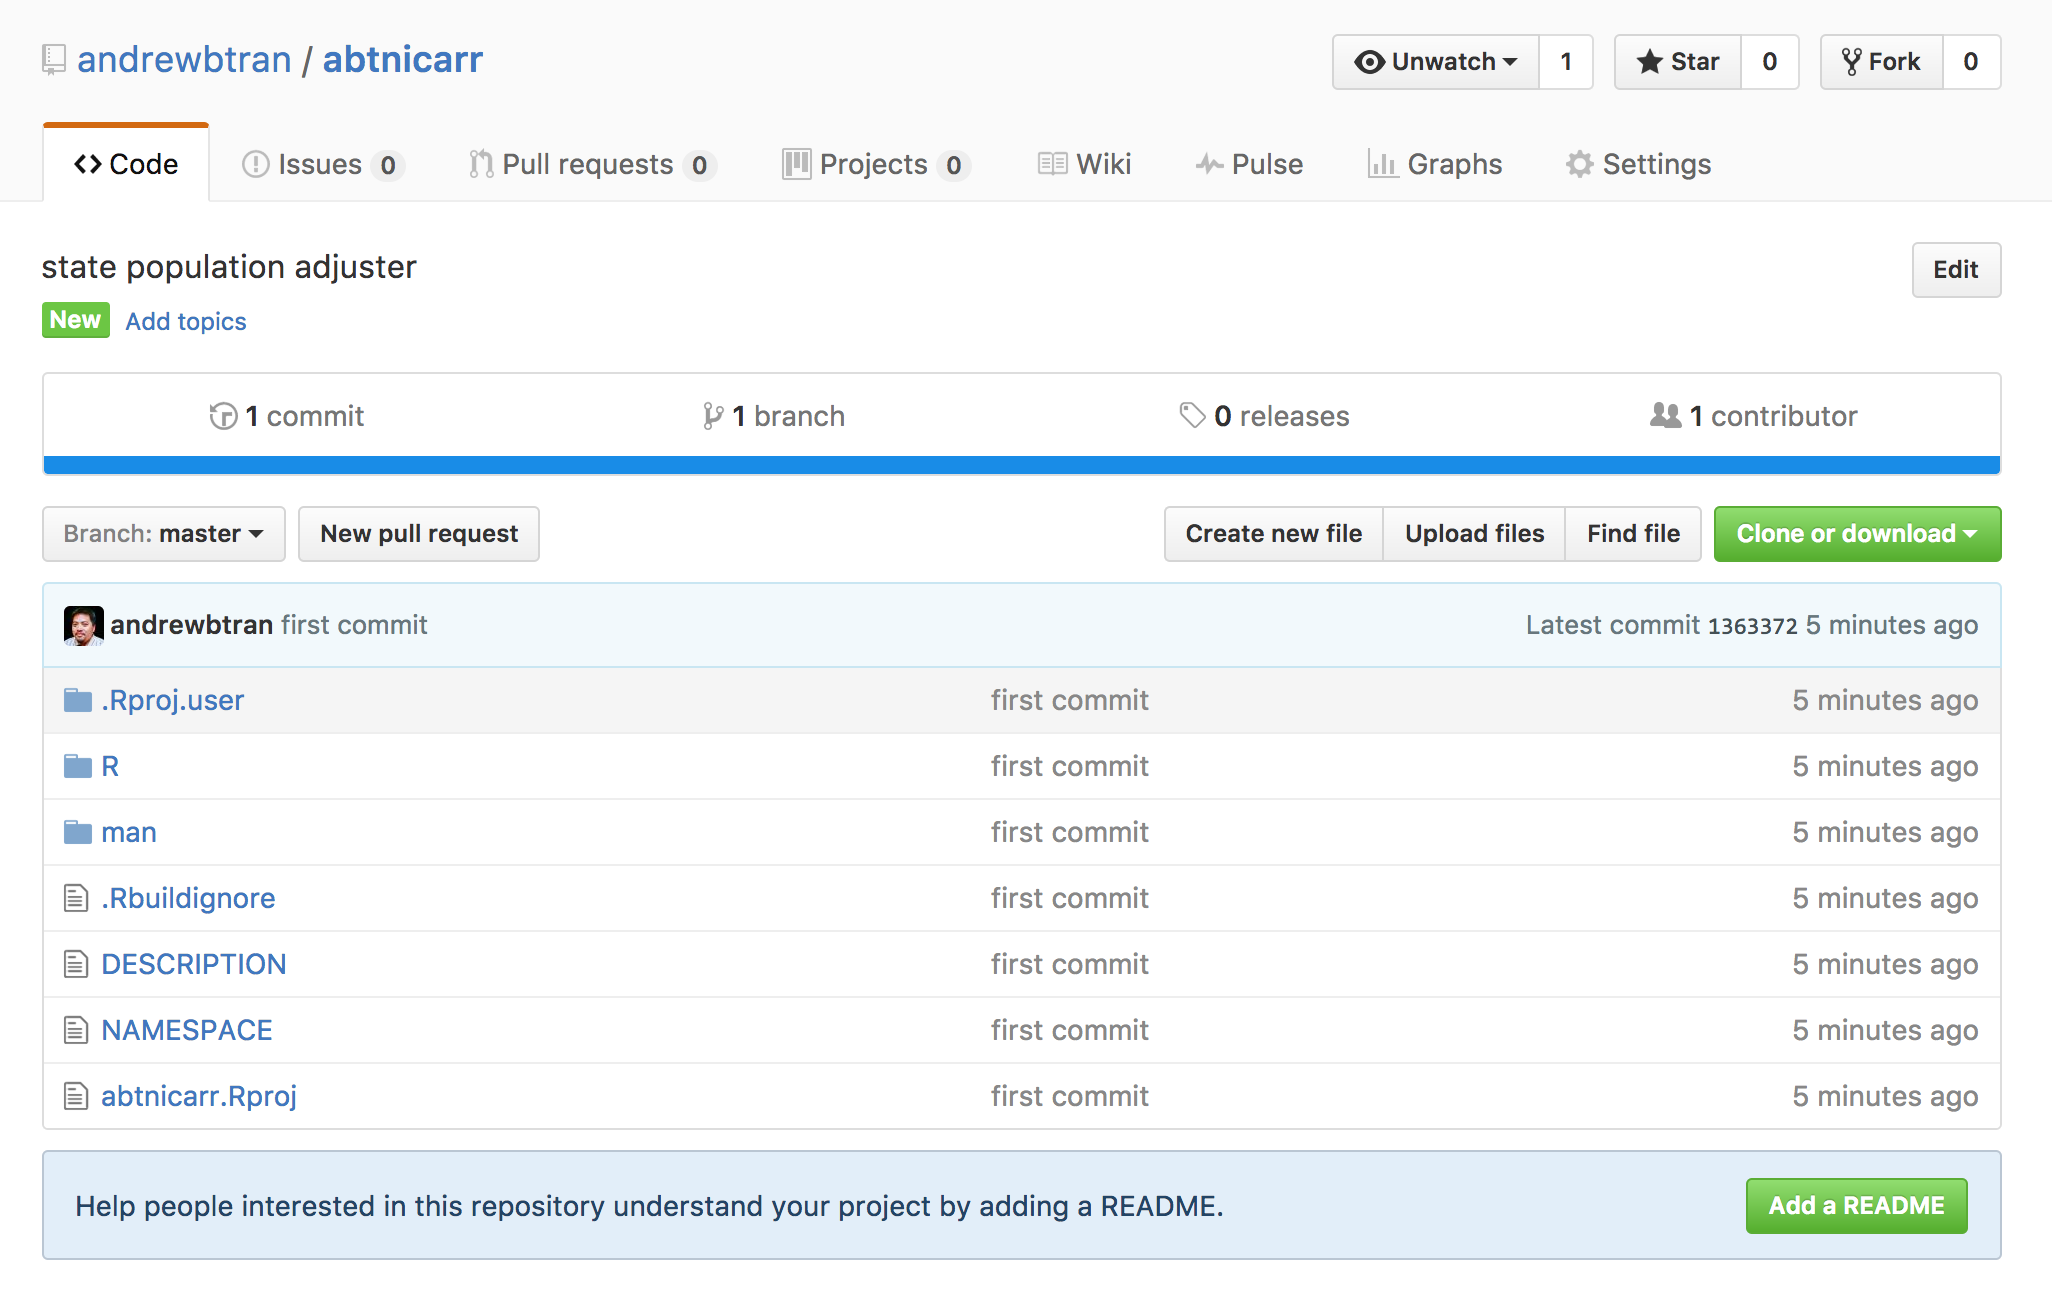 andrewbtran / abtnicarr
Unwatch 1 Star 0 Fork 0
Code Issues 0 Pull requests 0 Projects 0 Wiki Pulse Graphs Settings
state population adjuster
Edit
New Add topics
1 commit 1 branch 0 releases 1 contributor
Branch: master New pull request Create new file Upload files Find file Clone or download
andrewbtran first commit Latest commit 1363372 5 minutes ago
.Rproj.user first commit 5 minutes ago
R first commit 5 minutes ago
man first commit 5 minutes ago
.Rbuildignore first commit 5 minutes ago
DESCRIPTION first commit 5 minutes ago
NAMESPACE first commit 5 minutes ago
abtnicarr.Rproj first commit 5 minutes ago
Help people interested in this repository understand your project by adding a README. Add a README